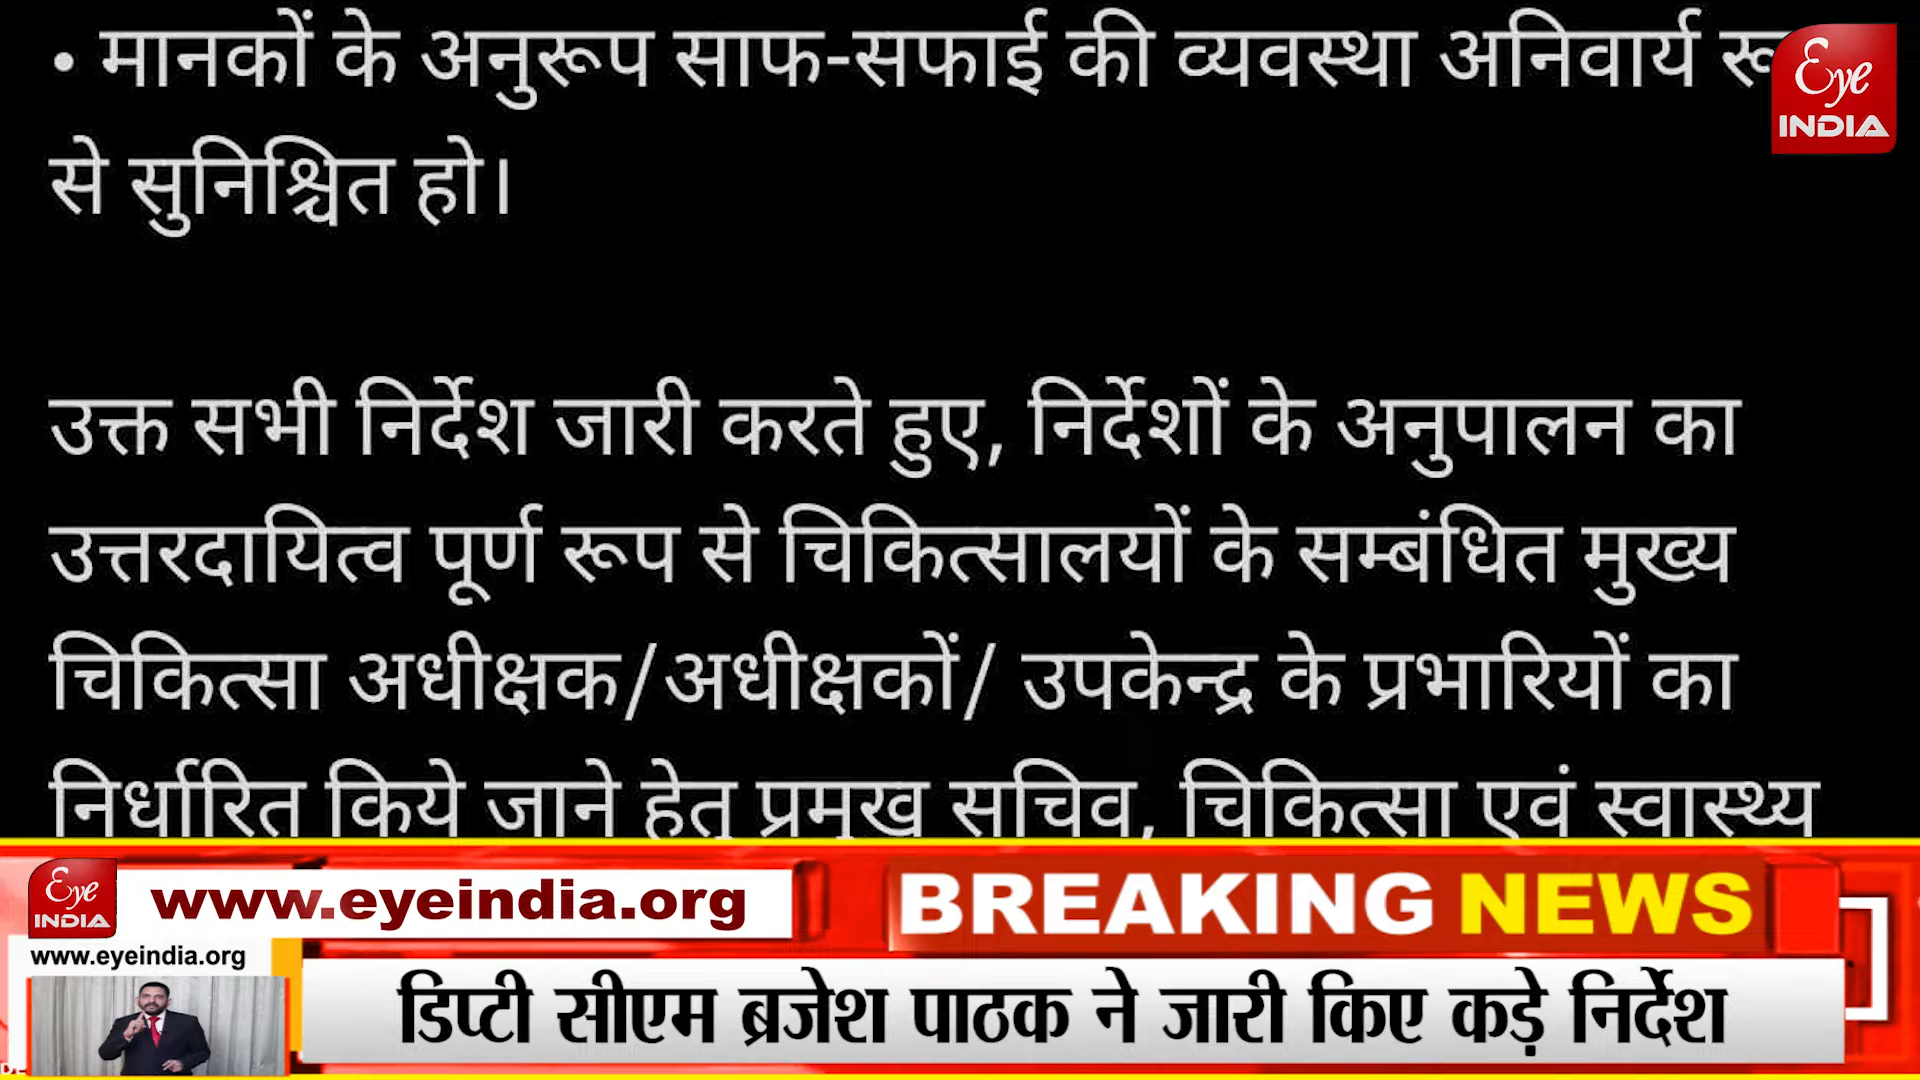 • मानकों के अनुरूप साफ-सफाई की व्यवस्था अनिवार्य
से सुनिश्चित हो।
उक्त सभी निर्देश जारी करते हुए, निर्देशों के अनुपालन का
उत्तरदायित्व पूर्ण रूप से चिकित्सालयों के सम्बंधित मुख्य
चिकित्सा अधीक्षक/अधीक्षकों/ उपकेन्द्र के प्रभारियों का
निर्धारित किये जाने हेतु प्रमुख सचिव, चिकित्सा एवं स्वास्थ्य
Eye
INDIA
Eye
INDIA
www.eyeindia.org
BREAKING NEWS
www.eyeindia.org
डिप्टी सीएम ब्रजेश पाठक ने जारी किए कड़े निर्देश